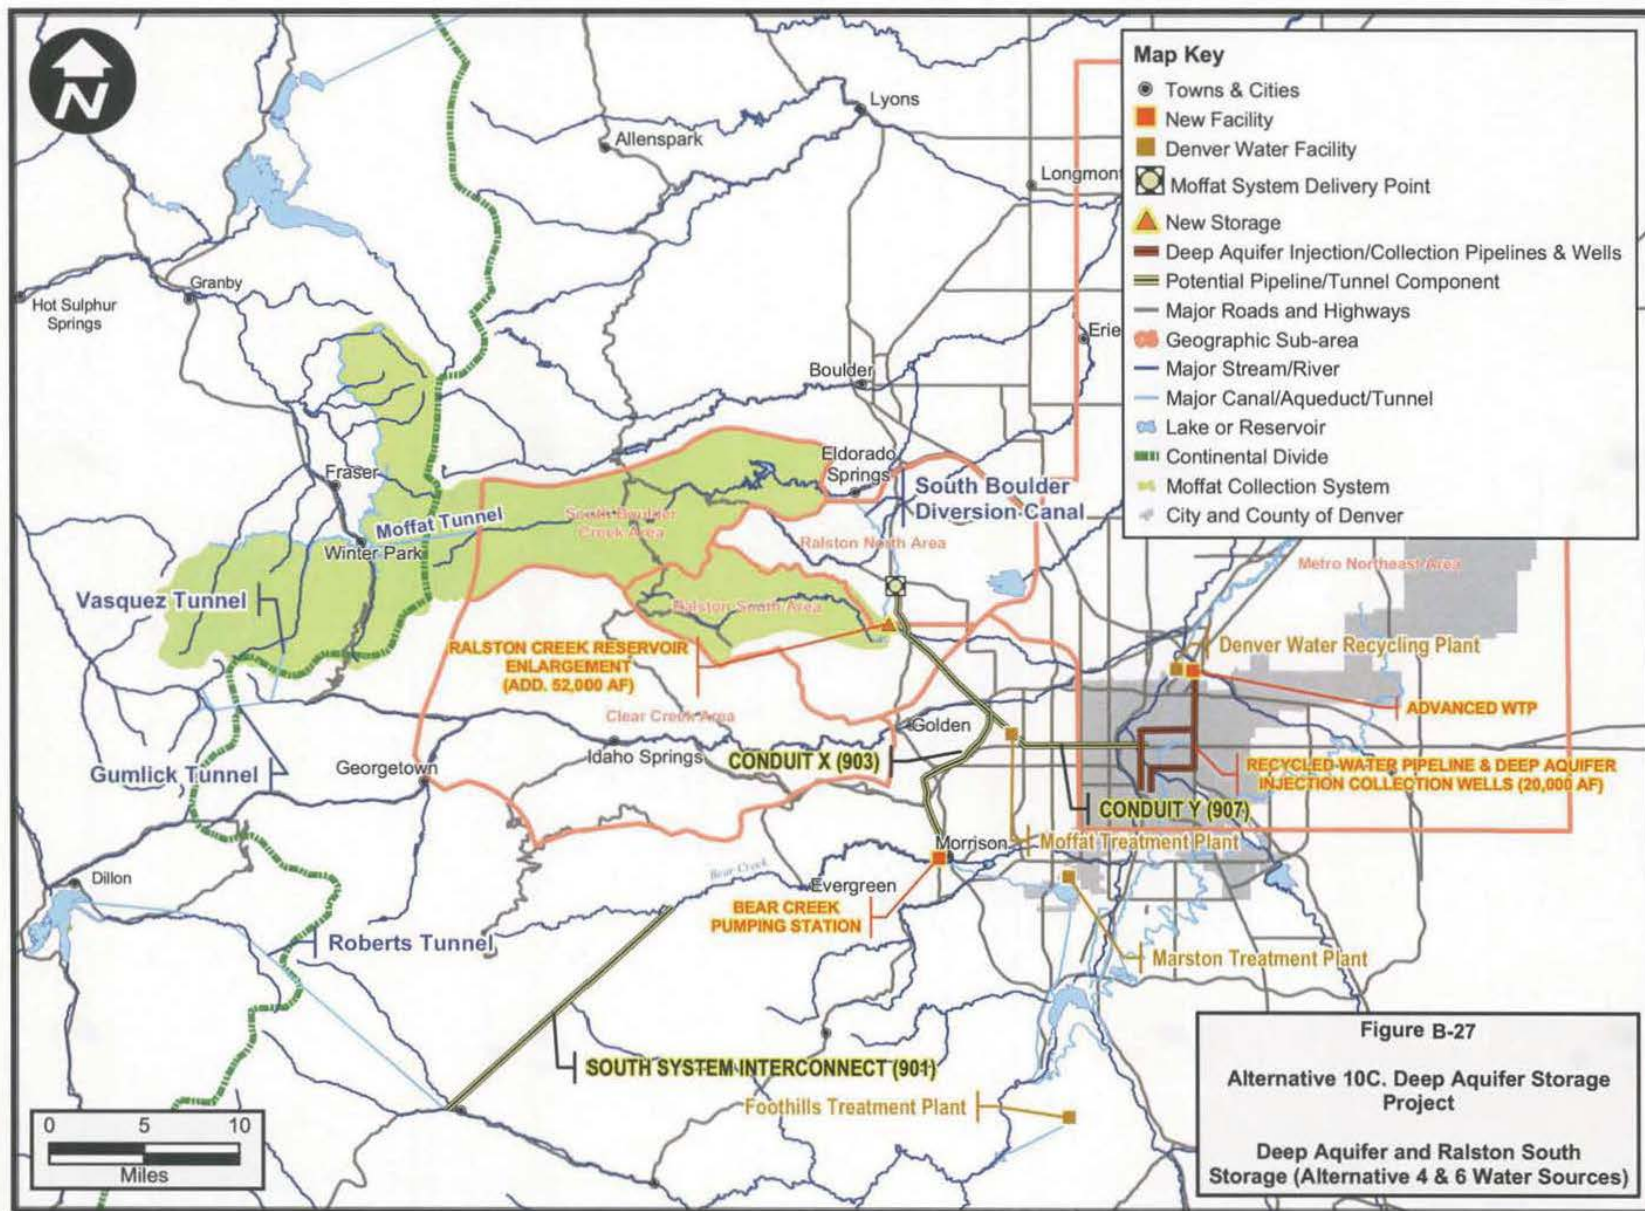 N
Map Key
Towns & Cities
New Facility
Denver Water Facility
Moffat System Delivery Point
New Storage
Deep Aquifer Injection/Collection Pipelines & Wells
Potential Pipeline/Tunnel Component
Major Roads and Highways
Geographic Sub-area
Major Stream/River
Major Canal/Aqueduct/Tunnel
Lake or Reservoir
Continental Divide
Moffat Collection System
City and County of Denver
Lyons
Allenspark
Longmont
Granby
Hot Sulphur
Springs
Erie
Boulder
Eldorado
Springs
Fraser
South Boulder
Diversion Canal
Moffat Tunnel
South Boulder
Creek Area
Winter Park
Ralston North Area
Metro Northeast Area
Vasquez Tunnel
Ralston South Area
RALSTON CREEK RESERVOIR
ENLARGEMENT
(ADD. 52,000 AF)
Denver Water Recycling Plant
ADVANCED WTP
Clear Creek Area
Golden
Idaho Springs
CONDUIT X (903)
Gumlick Tunnel
Georgetown
RECYCLED WATER PIPELINE & DEEP AQUIFER
INJECTION COLLECTION WELLS (20,000 AF)
CONDUIT Y (907)
Morrison
Moffat Treatment Plant
Bear Creek
Dillon
Evergreen
BEAR CREEK
PUMPING STATION
Roberts Tunnel
Marston Treatment Plant
SOUTH SYSTEM INTERCONNECT (901)
Foothills Treatment Plant
0 5 10
Miles
Figure B-27
Alternative 10C. Deep Aquifer Storage
Project
Deep Aquifer and Ralston South
Storage (Alternative 4 & 6 Water Sources)